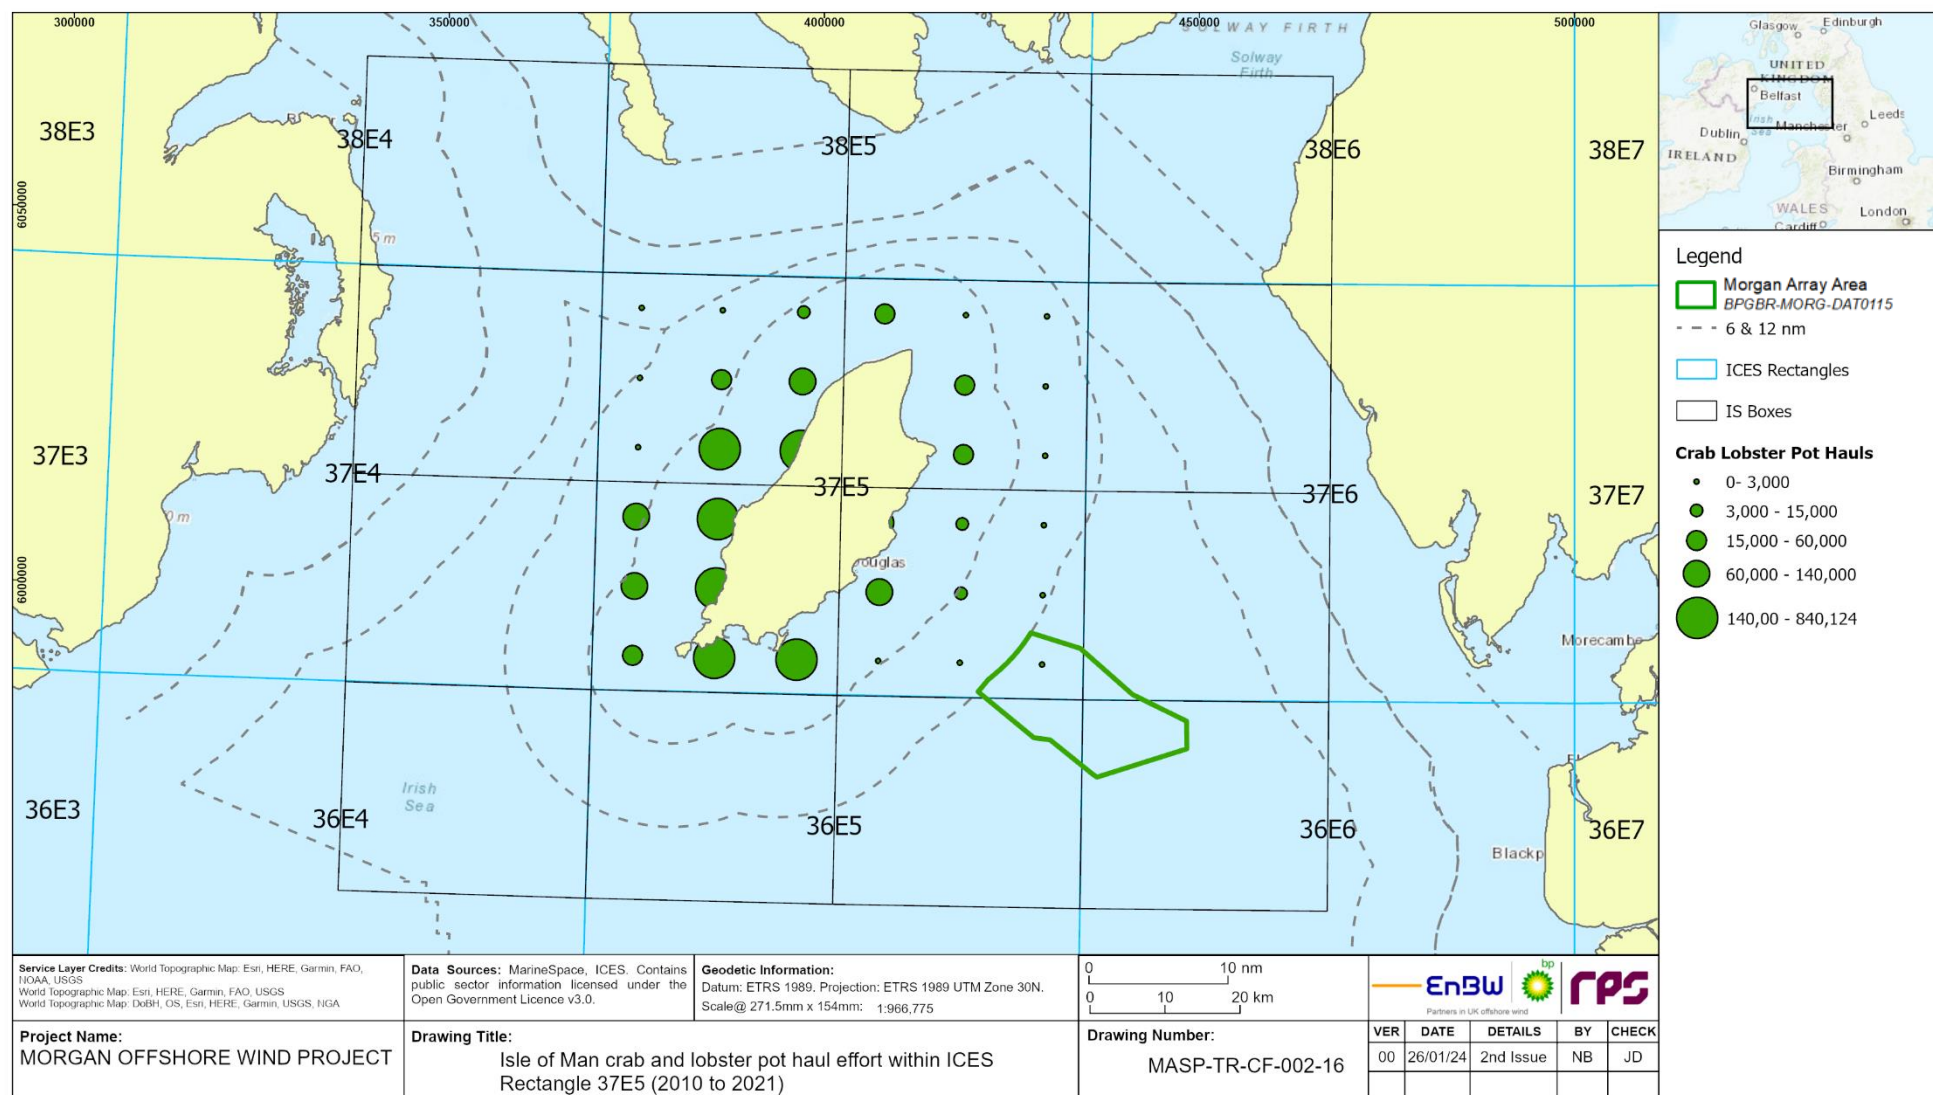 300000
350000
400000
450000
500000
6050000
6000000
SOLWAY FIRTH
Solway
Firth
38E3
38E4
38E5
38E6
38E7
5 m
37E3
37E4
37E5
37E6
37E7
0 m
ouglas
Morecambe
Irish
Sea
36E3
36E4
36E5
36E6
36E7
Blackp
Glasgow
Edinburgh
UNITED
KINGDOM
Belfast
Irish
Sea
Leeds
Manchester
Dublin
IRELAND
Birmingham
WALES
London
Cardiff
Legend
Morgan Array Area
BPGBR-MORG-DAT0115
6 & 12 nm
ICES Rectangles
IS Boxes
Crab Lobster Pot Hauls
0- 3,000
3,000 - 15,000
15,000 - 60,000
60,000 - 140,000
140,00 - 840,124
Service Layer Credits: World Topographic Map: Esri, HERE, Garmin, FAO,
NOAA, USGS
World Topographic Map: Esri, HERE, Garmin, FAO, USGS
World Topographic Map: DoBH, OS, Esri, HERE, Garmin, USGS, NGA
Data Sources: MarineSpace, ICES. Contains
public sector information licensed under the
Open Government Licence v3.0.
Geodetic Information:
Datum: ETRS 1989. Projection: ETRS 1989 UTM Zone 30N.
Scale@ 271.5mm x 154mm: 1:966,775
0 10 nm
0 10 20 km
EnBW
bp
rps
Partners in UK offshore wind
Project Name:
MORGAN OFFSHORE WIND PROJECT
Drawing Title:
Isle of Man crab and lobster pot haul effort within ICES
Rectangle 37E5 (2010 to 2021)
Drawing Number:
MASP-TR-CF-002-16
VER DATE DETAILS BY CHECK
00 26/01/24 2nd Issue NB JD